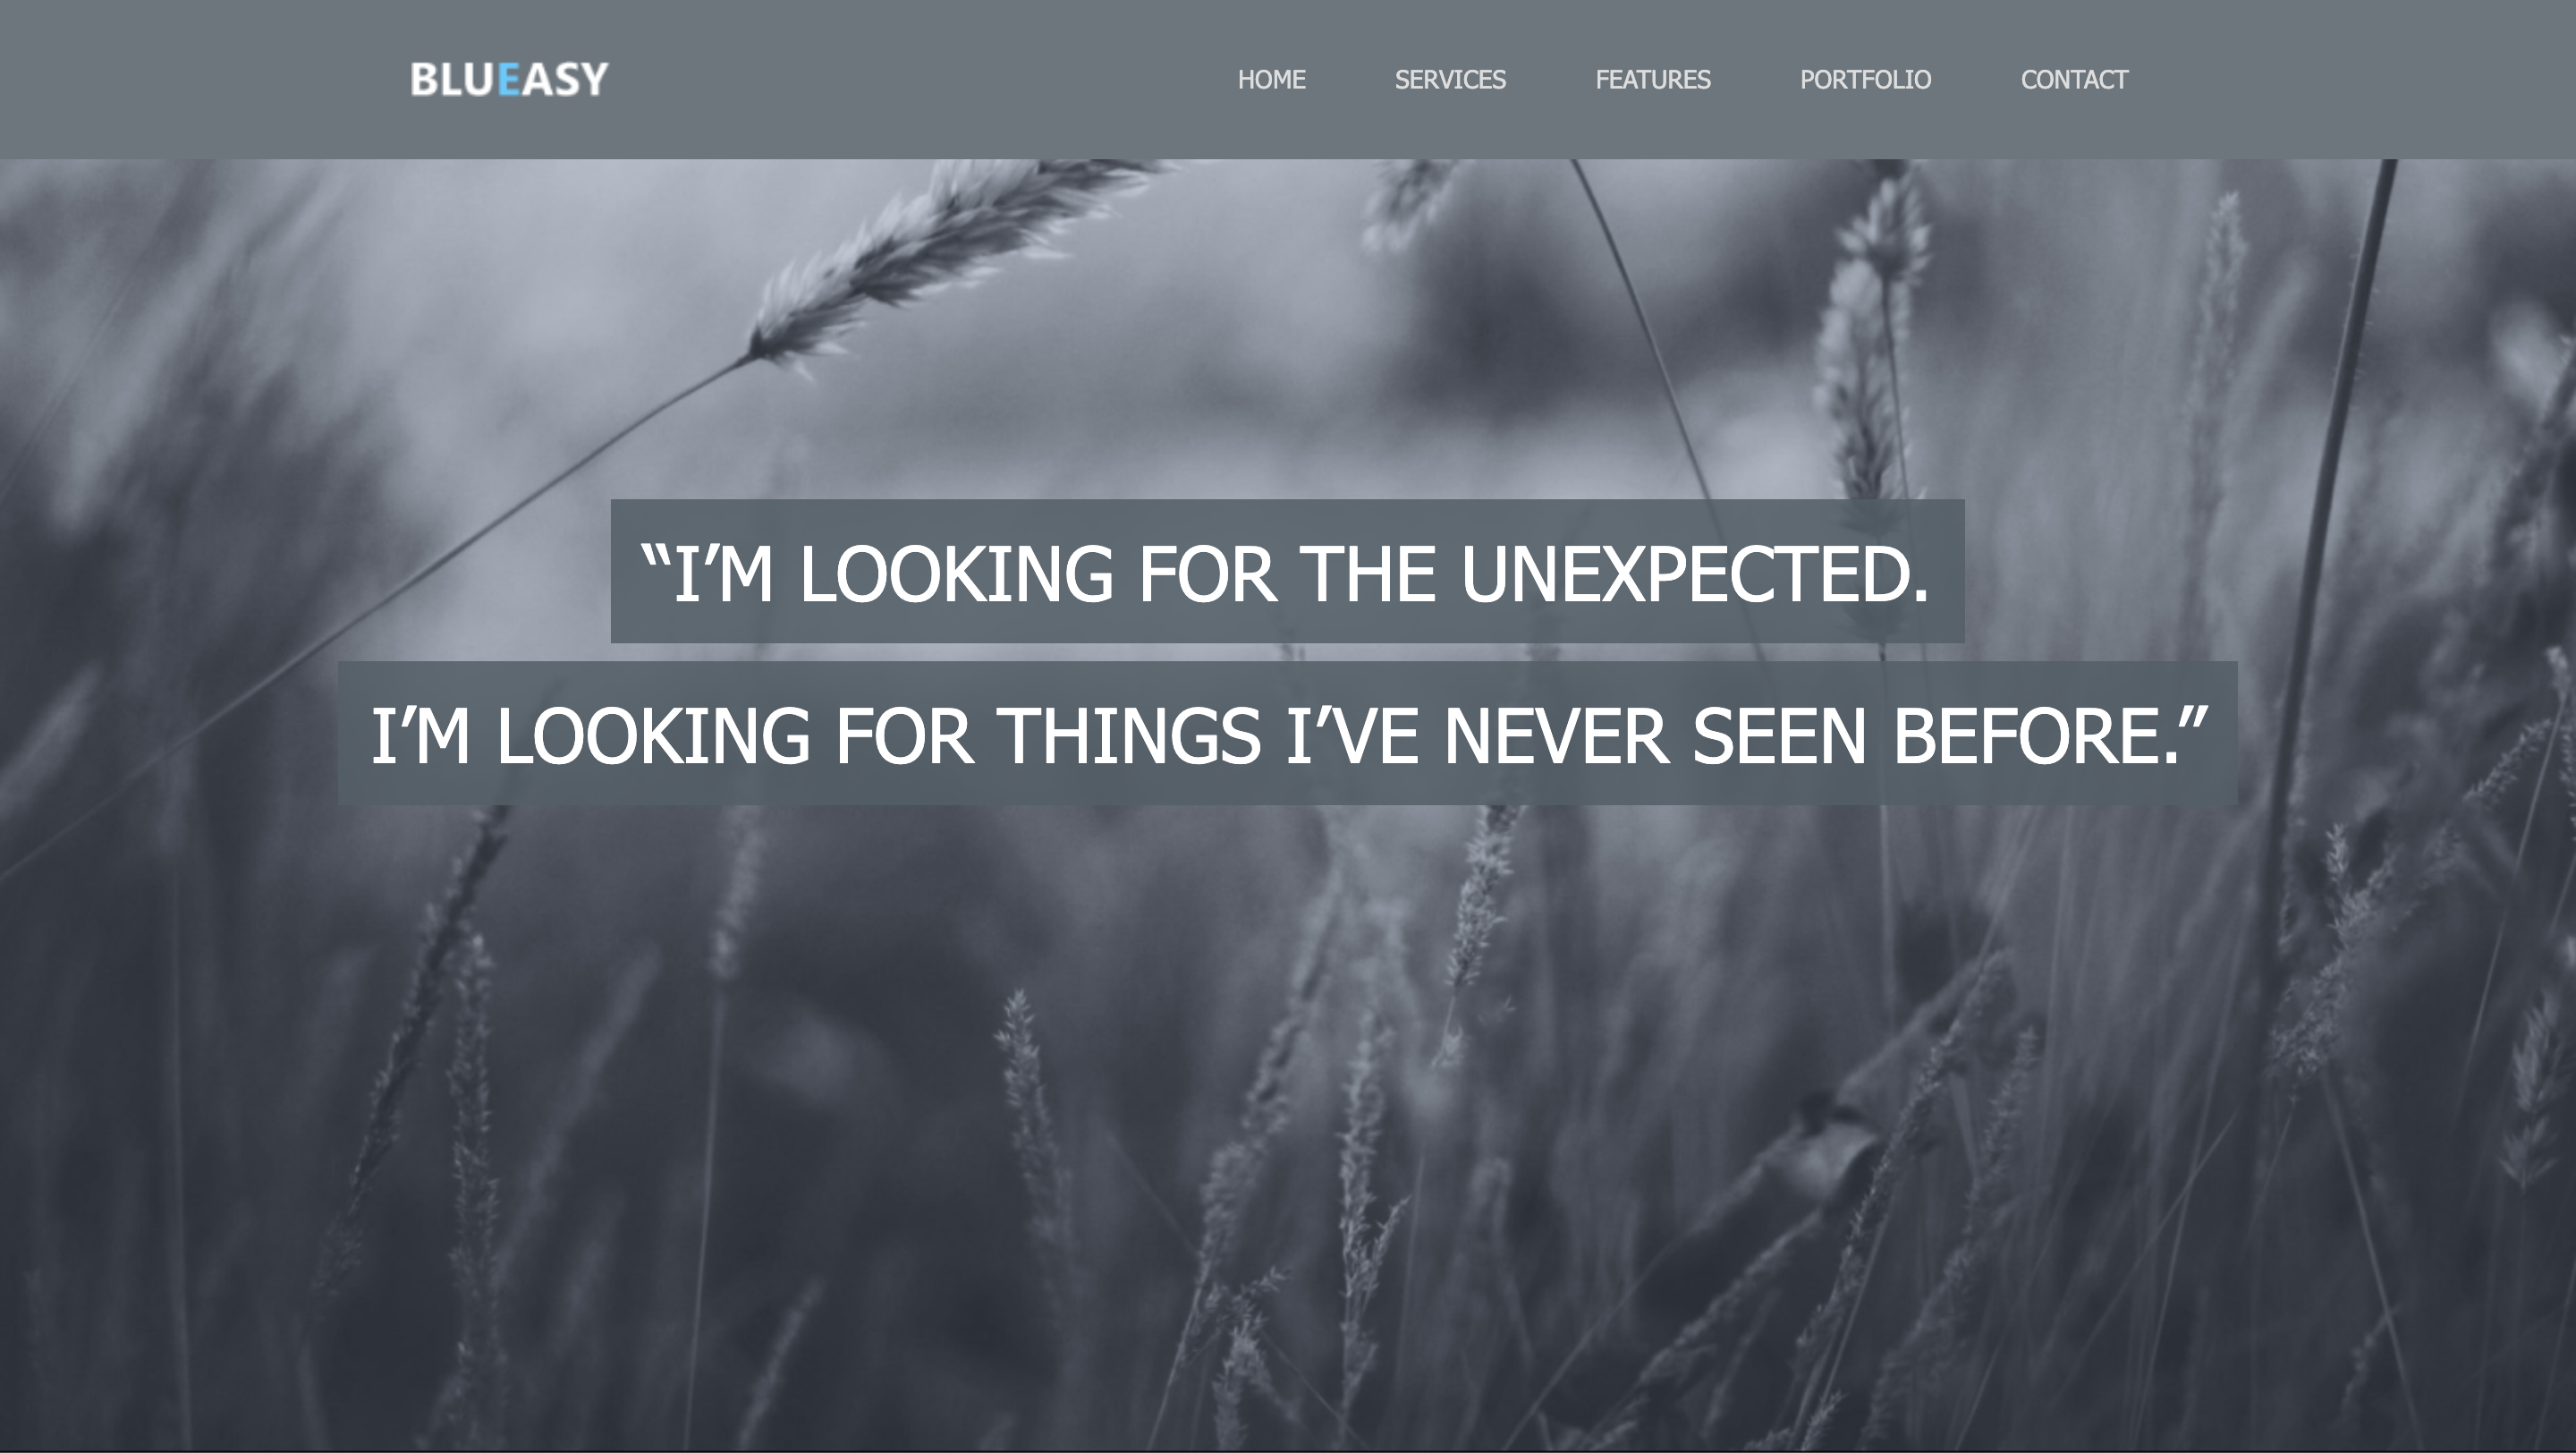 BLUEASY
HOME SERVICES FEATURES PORTFOLIO CONTACT
“I’M LOOKING FOR THE UNEXPECTED.
I’M LOOKING FOR THINGS I’VE NEVER SEEN BEFORE.”